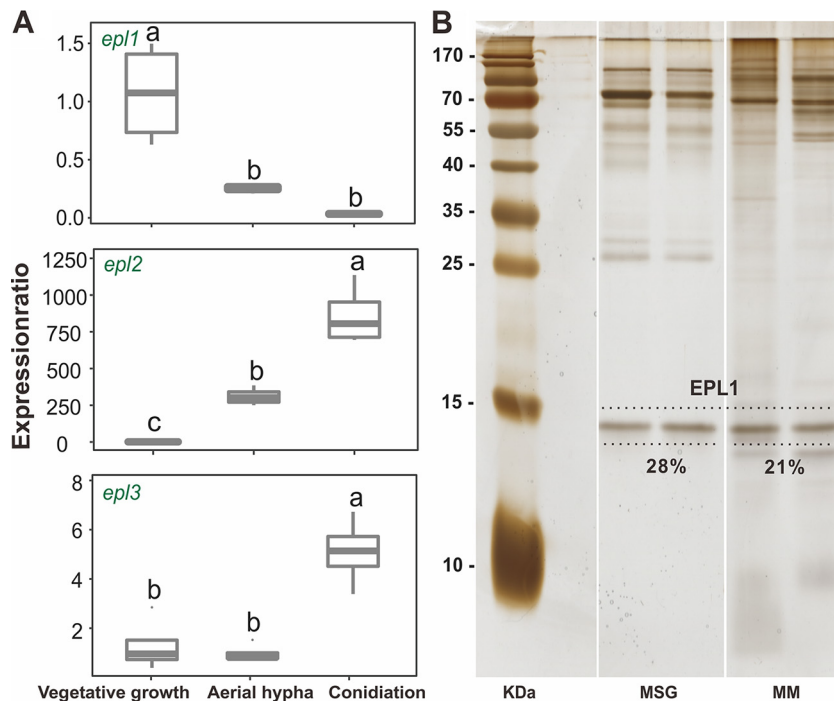 A
Expressionratio
epl1
1.5
1.0
0.5
0.0
a
b
b
epl2
1250
1000
750
500
250
0
c
b
a
epl3
8
6
4
2
b
b
a
Vegetative growth Aerial hypha Conidiation
B
170 -
70 -
55 -
40 -
35 -
25 -
15 -
10 -
EPL1
28% 21%
KDa MSG MM